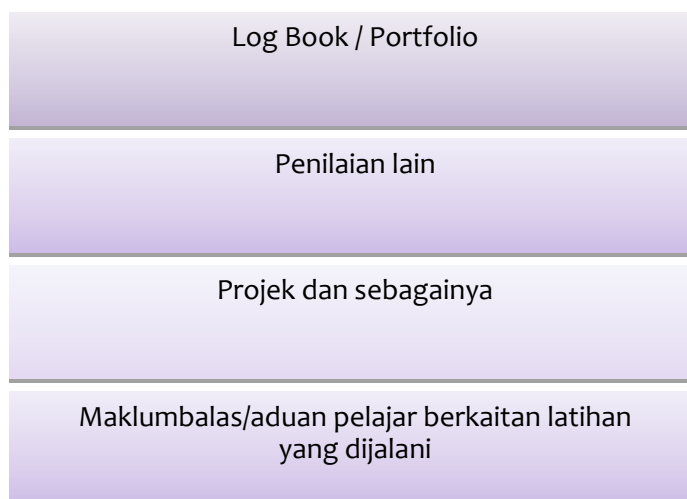 Log Book / Portfolio
Penilaian lain
Projek dan sebagainya
Maklumbalas/aduan pelajar berkaitan latihan
yang dijalani